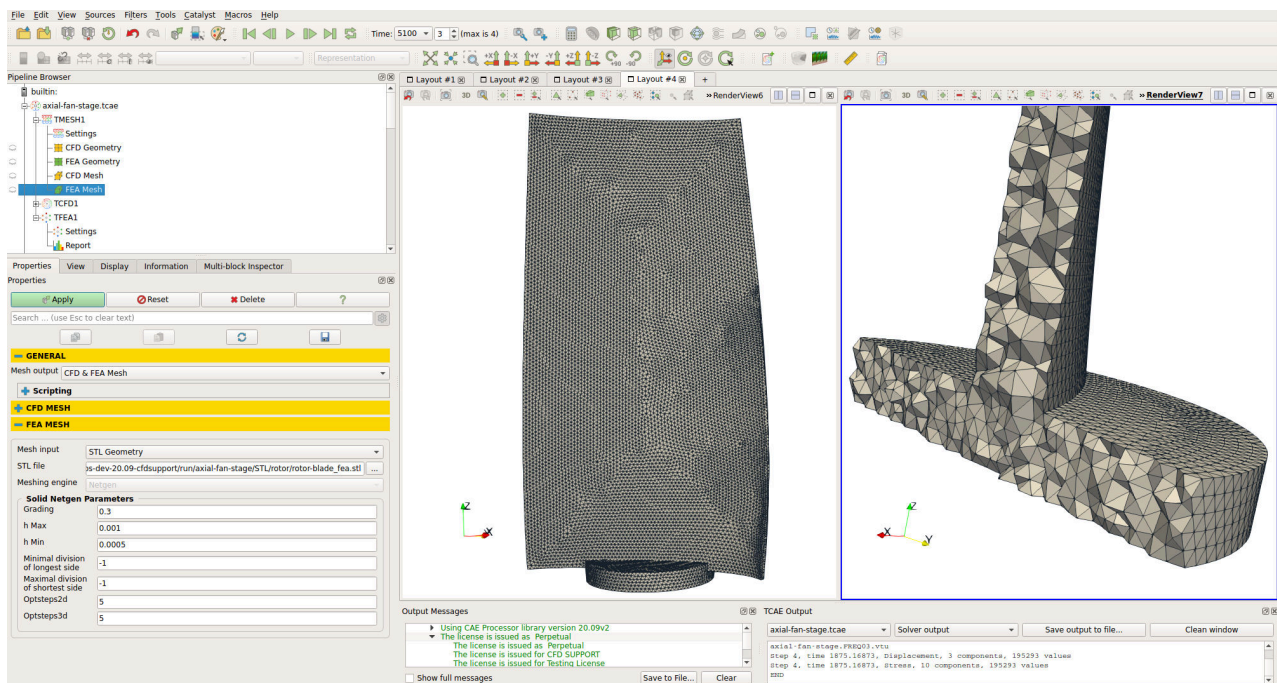 File Edit View Sources Filters Tools Catalyst Macros Help
Time: 5100 3 (max is 4)
Representation
Pipeline Browser
Layout #1 Layout #2 Layout #3 Layout #4 +
builtin:
3D »RenderView6
3D »RenderView7
axial-fan-stage.tcae
TMESH1
Settings
CFD Geometry
FEA Geometry
CFD Mesh
FEA Mesh
TCFD1
TFEA1
Settings
Report
Properties View Display Information Multi-block Inspector
Properties
Apply Reset Delete ?
Search ... (use Esc to clear text)
GENERAL
Mesh output CFD & FEA Mesh
Scripting
CFD MESH
FEA MESH
Mesh input STL Geometry
STL file os-dev-20.09-cfdsupport/run/axial-fan-stage/STL/rotor/rotor-blade_fea.stl ...
Meshing engine Netgen
Solid Netgen Parameters
Grading 0.3
h Max 0.001
h Min 0.0005
Minimal division
of longest side -1
Maximal division
of shortest side -1
Optsteps2d 5
Optsteps3d 5
Z
X
Z
X
Y
Output Messages
Using CAE Processor library version 20.09v2
The license is issued as Perpetual
The license is issued as Perpetual
The license is issued for CFD SUPPORT
The license is issued for Testing License
Show full messages Save to File... Clear
TCAE Output
axial-fan-stage.tcae Solver output Save output to file... Clean window
axial-fan-stage.FREQ03.vtu
Step 4, time 1875.16873, Displacement, 3 components, 195293 values
Step 4, time 1875.16873, Stress, 10 components, 195293 values
END